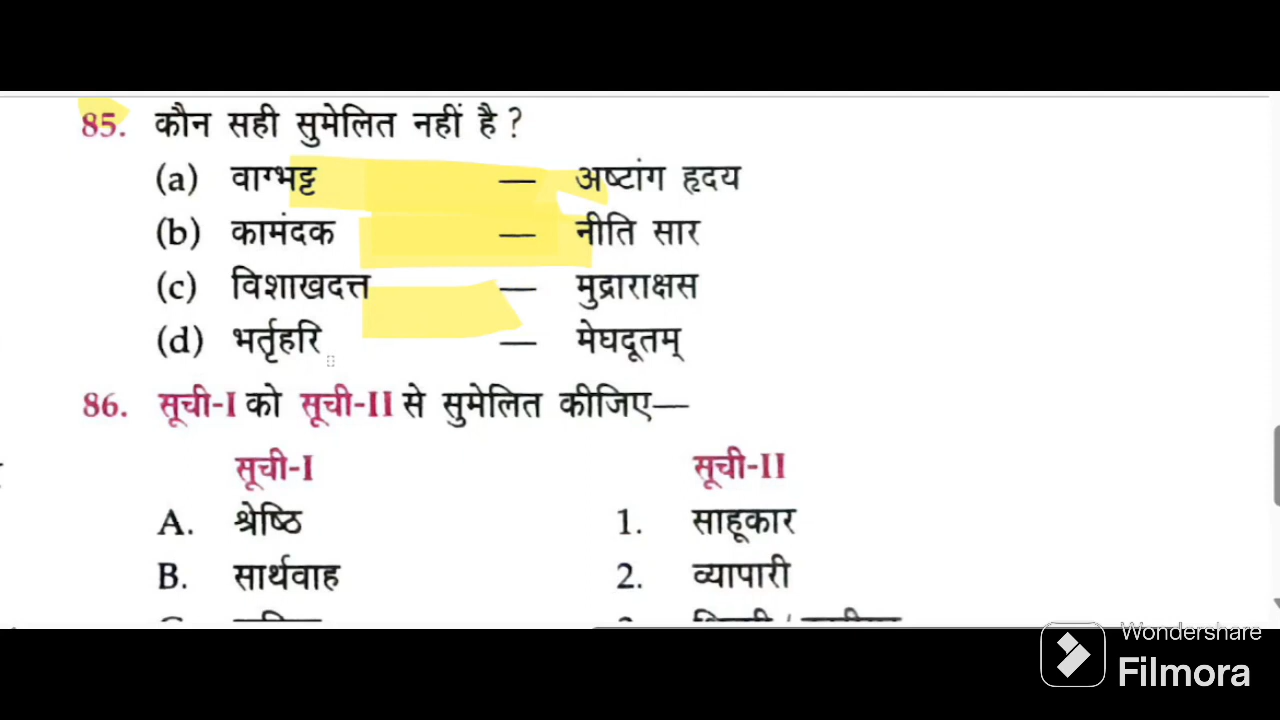 85. कौन सही सुमेलित नहीं है ?
(a) वाग्भट्ट — अष्टांग हृदय
(b) कामंदक — नीति सार
(c) विशाखदत्त — मुद्राराक्षस
(d) भर्तृहरि — मेघदूतम्
86. सूची-I को सूची-II से सुमेलित कीजिए—
सूची-I सूची-II
A. श्रेष्ठि 1. साहूकार
B. सार्थवाह 2. व्यापारी
Wondershare
Filmora